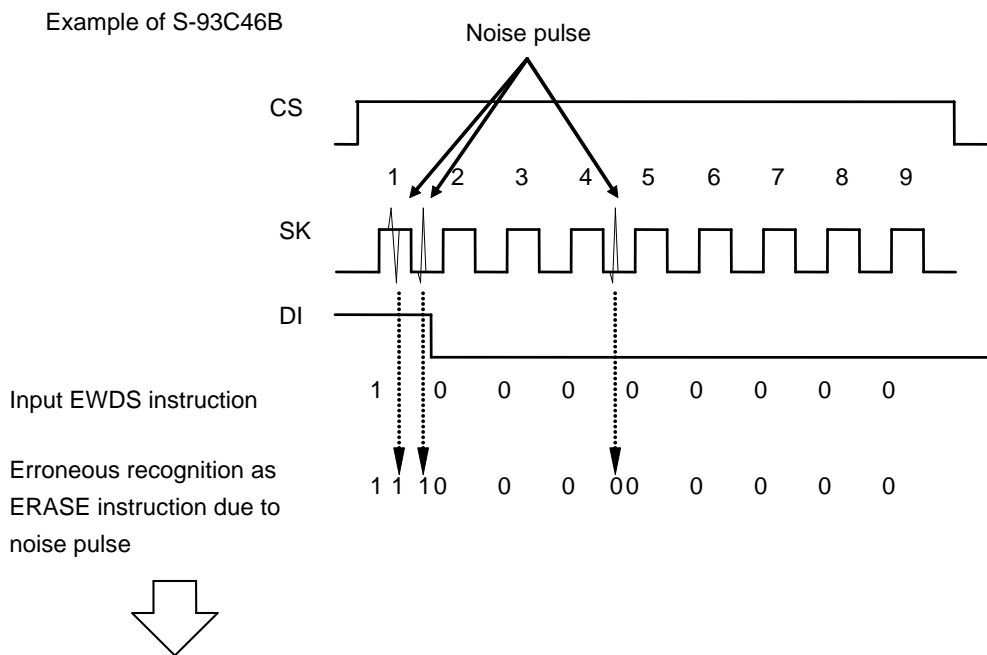 Example of S-93C46B
Noise pulse
CS
1 2 3 4 5 6 7 8 9
SK
DI
Input EWDS instruction
1 0 0 0 0 0 0 0 0
Erroneous recognition as
ERASE instruction due to
noise pulse
1 1 1 0 0 0 0 0 0 0 0 0